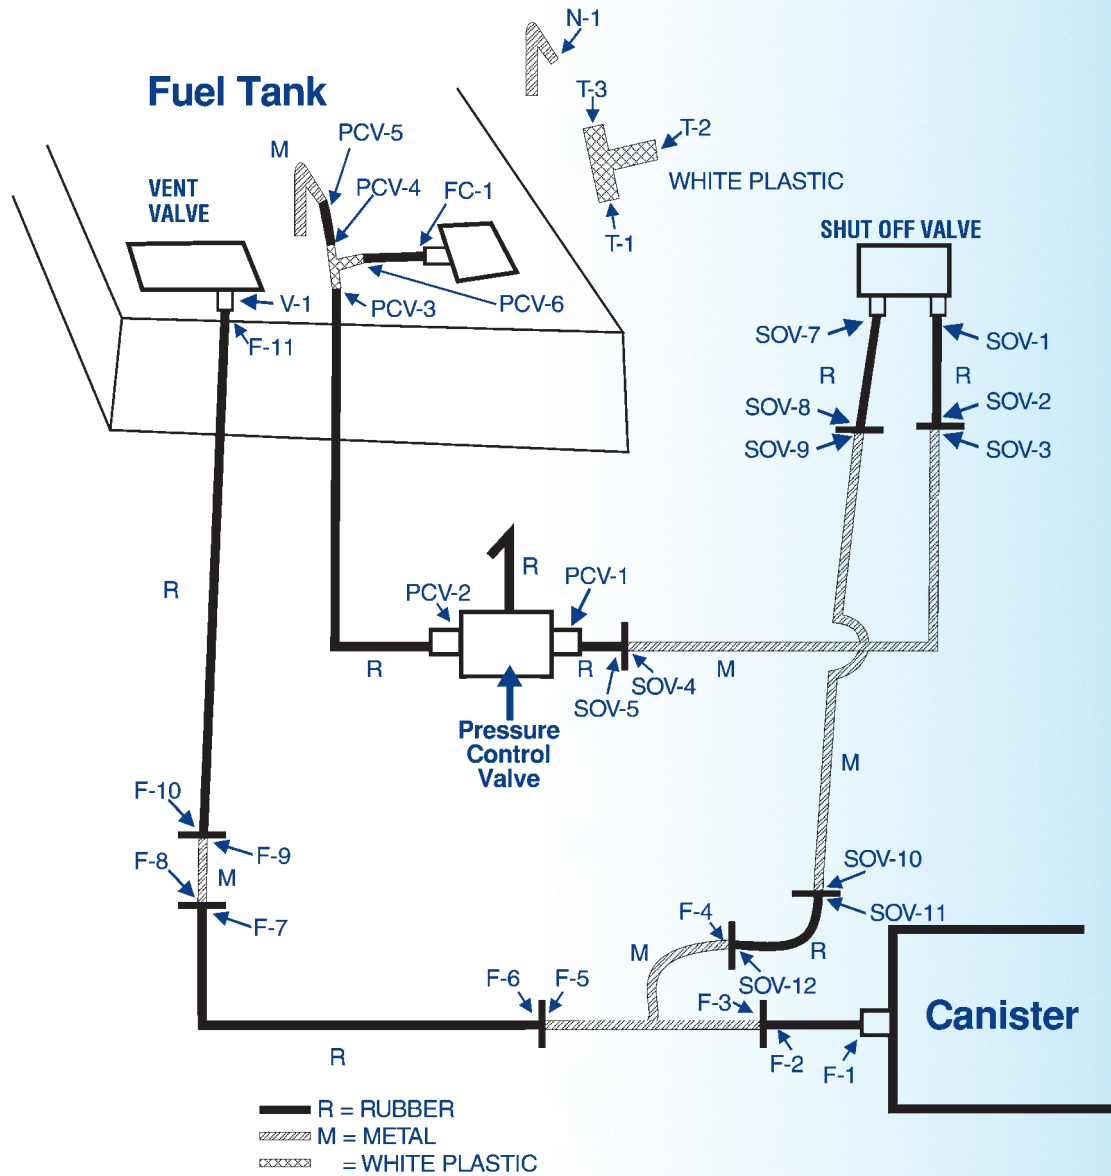 N-1
Fuel Tank
T-3
PCV-5
T-2
M
PCV-4
FC-1
WHITE PLASTIC
VENT
VALVE
T-1
SHUT OFF VALVE
V-1
PCV-3
PCV-6
F-11
SOV-7
SOV-1
R
R
SOV-8
SOV-2
SOV-9
SOV-3
R
R
PCV-2
PCV-1
R
R
M
SOV-4
SOV-5
Pressure
Control
Valve
M
F-10
F-9
F-8
M
SOV-10
F-7
F-4
SOV-11
M
R
F-6
F-5
SOV-12
F-3
Canister
R
F-2
F-1
R = RUBBER
M = METAL
= WHITE PLASTIC